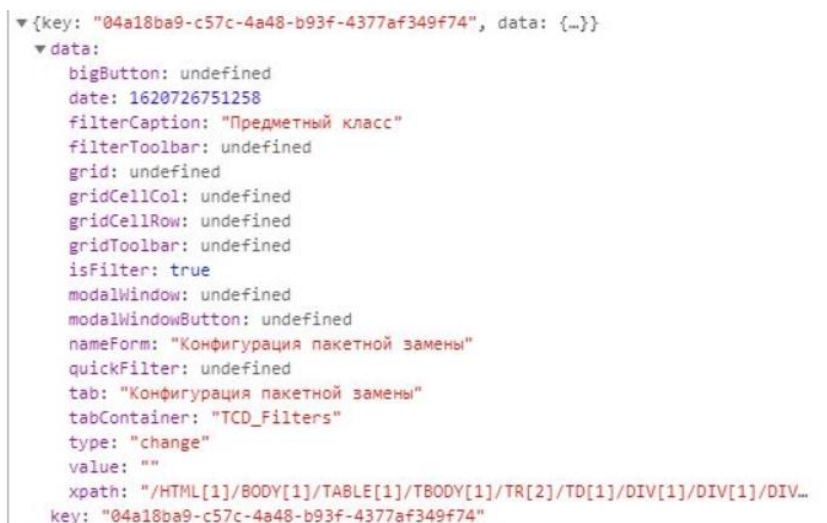 ▼{key: "04a18ba9-c57c-4a48-b93f-4377af349f74", data: {…}}
▼data:
bigButton: undefined
date: 1620726751258
filterCaption: "Предметный класс"
filterToolbar: undefined
grid: undefined
gridCellCol: undefined
gridCellRow: undefined
gridToolbar: undefined
isFilter: true
modalWindow: undefined
modalWindowButton: undefined
nameForm: "Конфигурация пакетной замены"
quickFilter: undefined
tab: "Конфигурация пакетной замены"
tabContainer: "TCD_Filters"
type: "change"
value: ""
xpath: "/HTML[1]/BODY[1]/TABLE[1]/TBODY[1]/TR[2]/TD[1]/DIV[1]/DIV[1]/DIV…
key: "04a18ba9-c57c-4a48-b93f-4377af349f74"